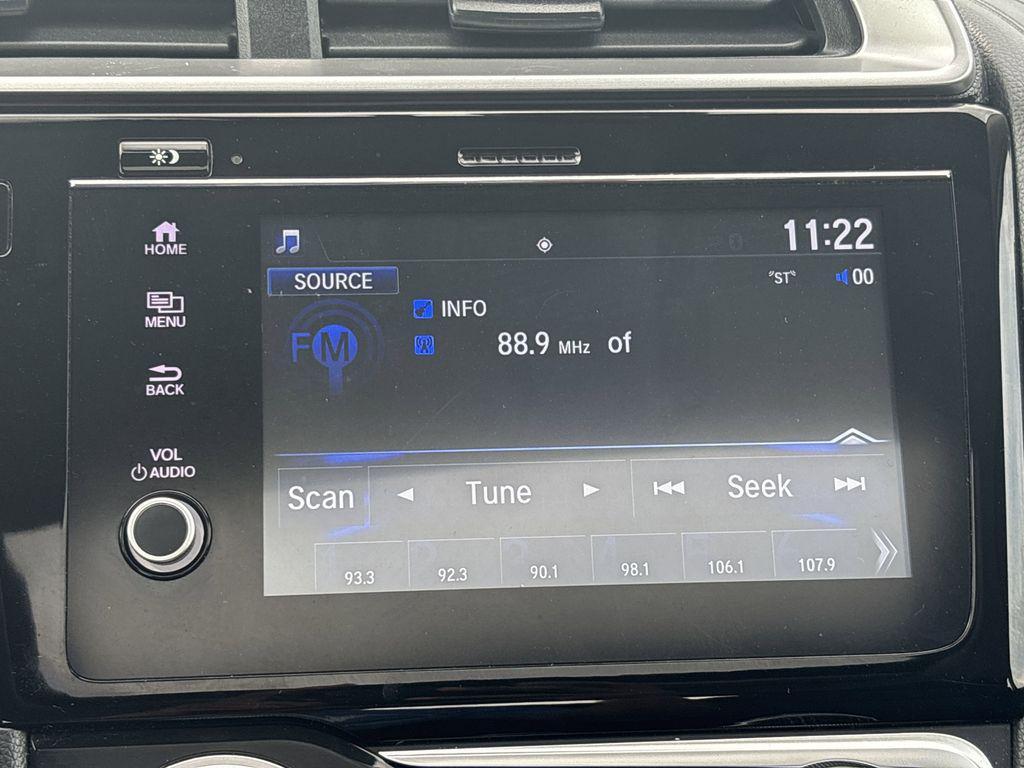 HOME
MENU
BACK
VOL
AUDIO
11:22
SOURCE
"ST"
00
INFO
FM
88.9 MHz of
Scan
Tune
Seek
93.3
92.3
90.1
98.1
106.1
107.9